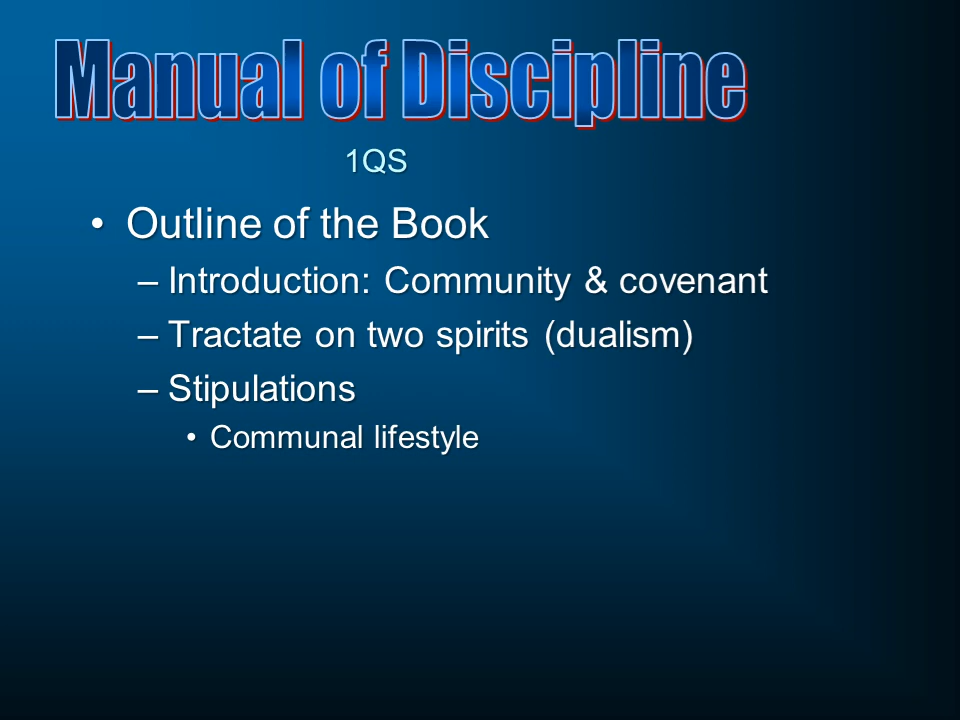 Manual of Discipline
1QS
• Outline of the Book
– Introduction: Community & covenant
– Tractate on two spirits (dualism)
– Stipulations
• Communal lifestyle